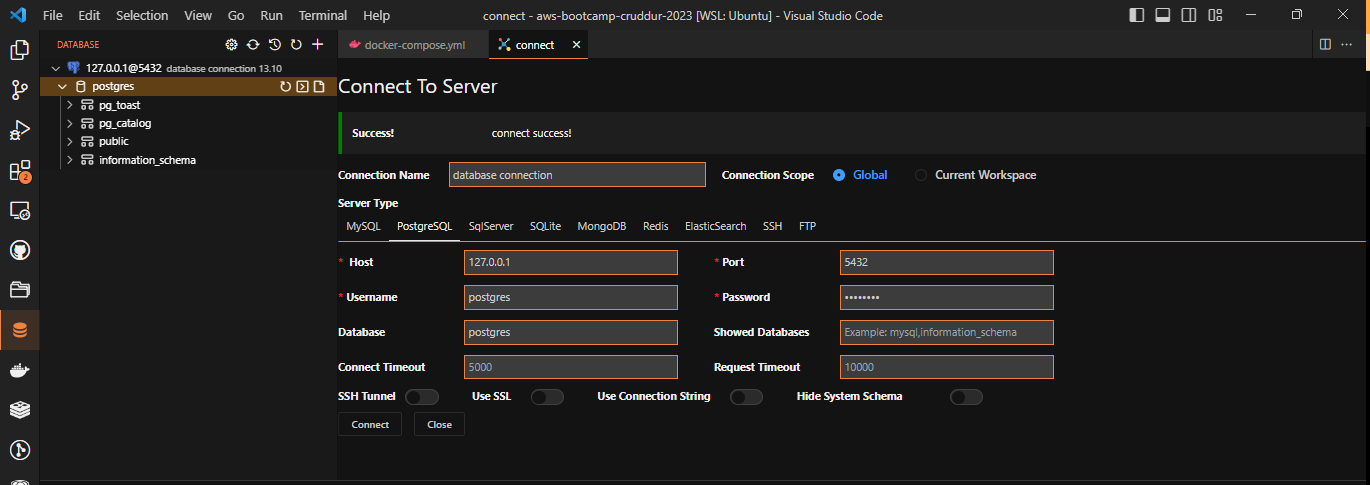 File Edit Selection View Go Run Terminal Help connect - aws-bootcamp-cruddur-2023 [WSL: Ubuntu] - Visual Studio Code
DATABASE
127.0.0.1@5432 database connection 13.10
postgres
pg_toast
pg_catalog
public
information_schema
2
docker-compose.yml connect
Connect To Server
Success! connect success!
Connection Name database connection Connection Scope Global Current Workspace
Server Type
MySQL PostgreSQL SqlServer SQLite MongoDB Redis ElasticSearch SSH FTP
* Host 127.0.0.1 * Port 5432
* Username postgres * Password ••••••••
Database postgres Showed Databases Example: mysql,information_schema
Connect Timeout 5000 Request Timeout 10000
SSH Tunnel Use SSL Use Connection String Hide System Schema
Connect Close